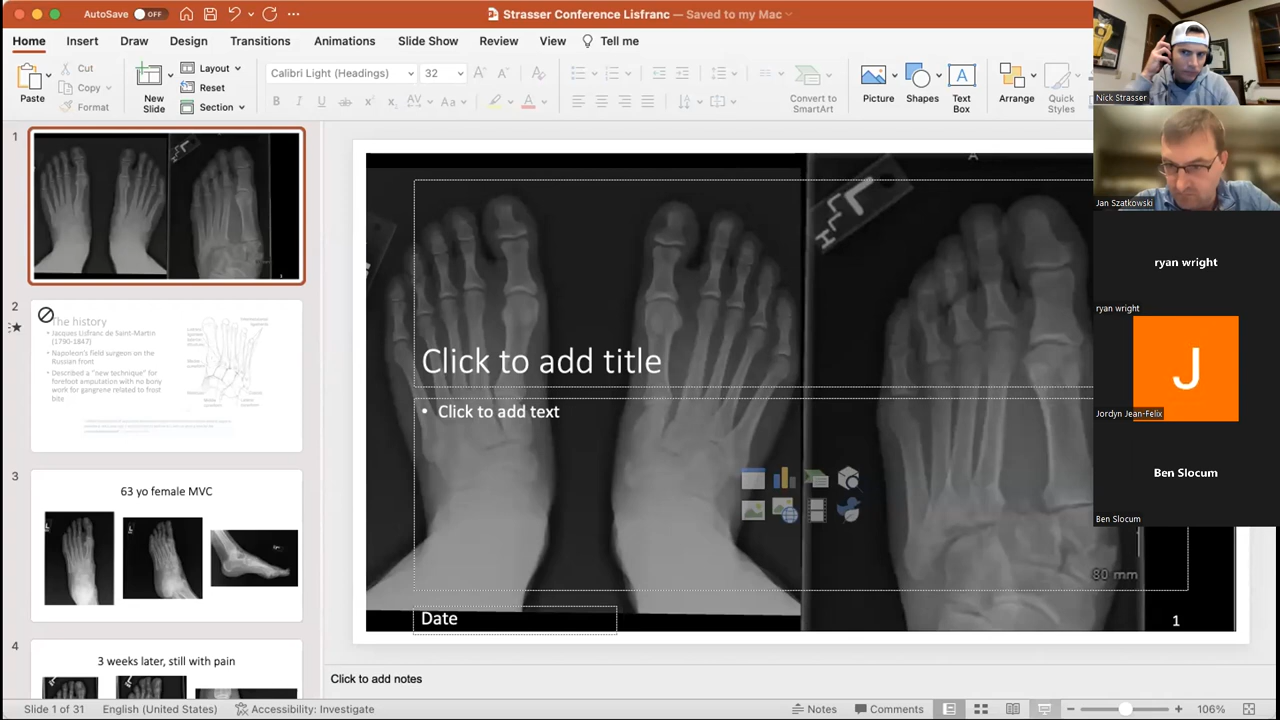 AutoSave OFF
Strasser Conference Lisfranc — Saved to my Mac
Home Insert Draw Design Transitions Animations Slide Show Review View Tell me
Paste
Cut
Copy
Format
New Slide
Layout
Reset
Section
Calibri Light (Headings) 32
Convert to SmartArt
Picture
Shapes
Text Box
Arrange
Quick Styles
1
2
The history
• Jacques Lisfranc de Saint-Martin (1790-1847)
• Napoleon's field surgeon on the Russian front
• Described a "new technique" for forefoot amputation with no bony work for gangrene related to frost bite
3
63 yo female MVC
4
3 weeks later, still with pain
Click to add title
• Click to add text
Date
80 mm
1
L
Click to add notes
Nick Strasser
Jan Szatkowski
ryan wright
ryan wright
J
Jordyn Jean-Felix
Ben Slocum
Ben Slocum
Slide 1 of 31 English (United States) Accessibility: Investigate Notes Comments 106%